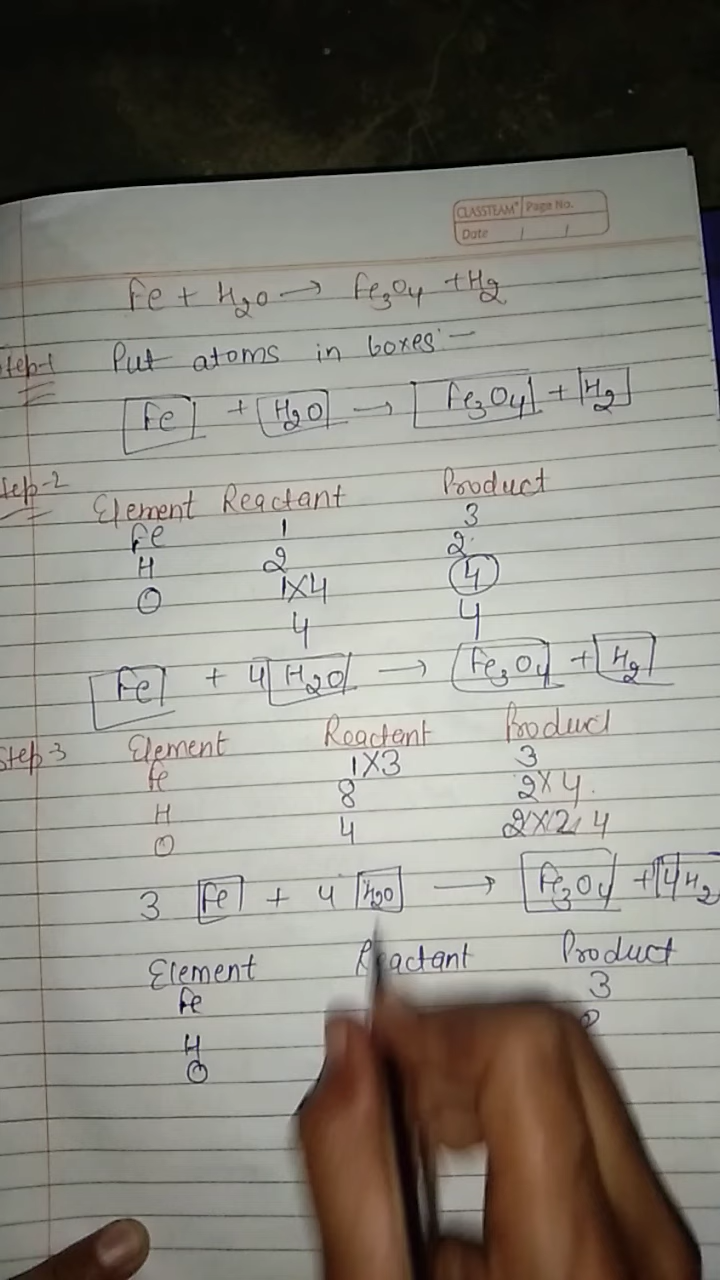 CLASSTEAM® Page No.
Date / /
Fe + H₂O → Fe₃O₄ + H₂
Step-1 Put atoms in boxes:-
Fe + H₂O → Fe₃O₄ + H₂
Step-2
Element Reactant Product
Fe 1 3
H 2 2
O 1×4 4
4 4
Fe + 4 H₂O → Fe₃O₄ + H₂
Step-3 Element Reactant Product
Fe 1×3 3
H 8 2×4
O 4 4
3 Fe + 4 H₂O → Fe₃O₄ + 4H₂
Element Reactant Product
Fe 3
H
O